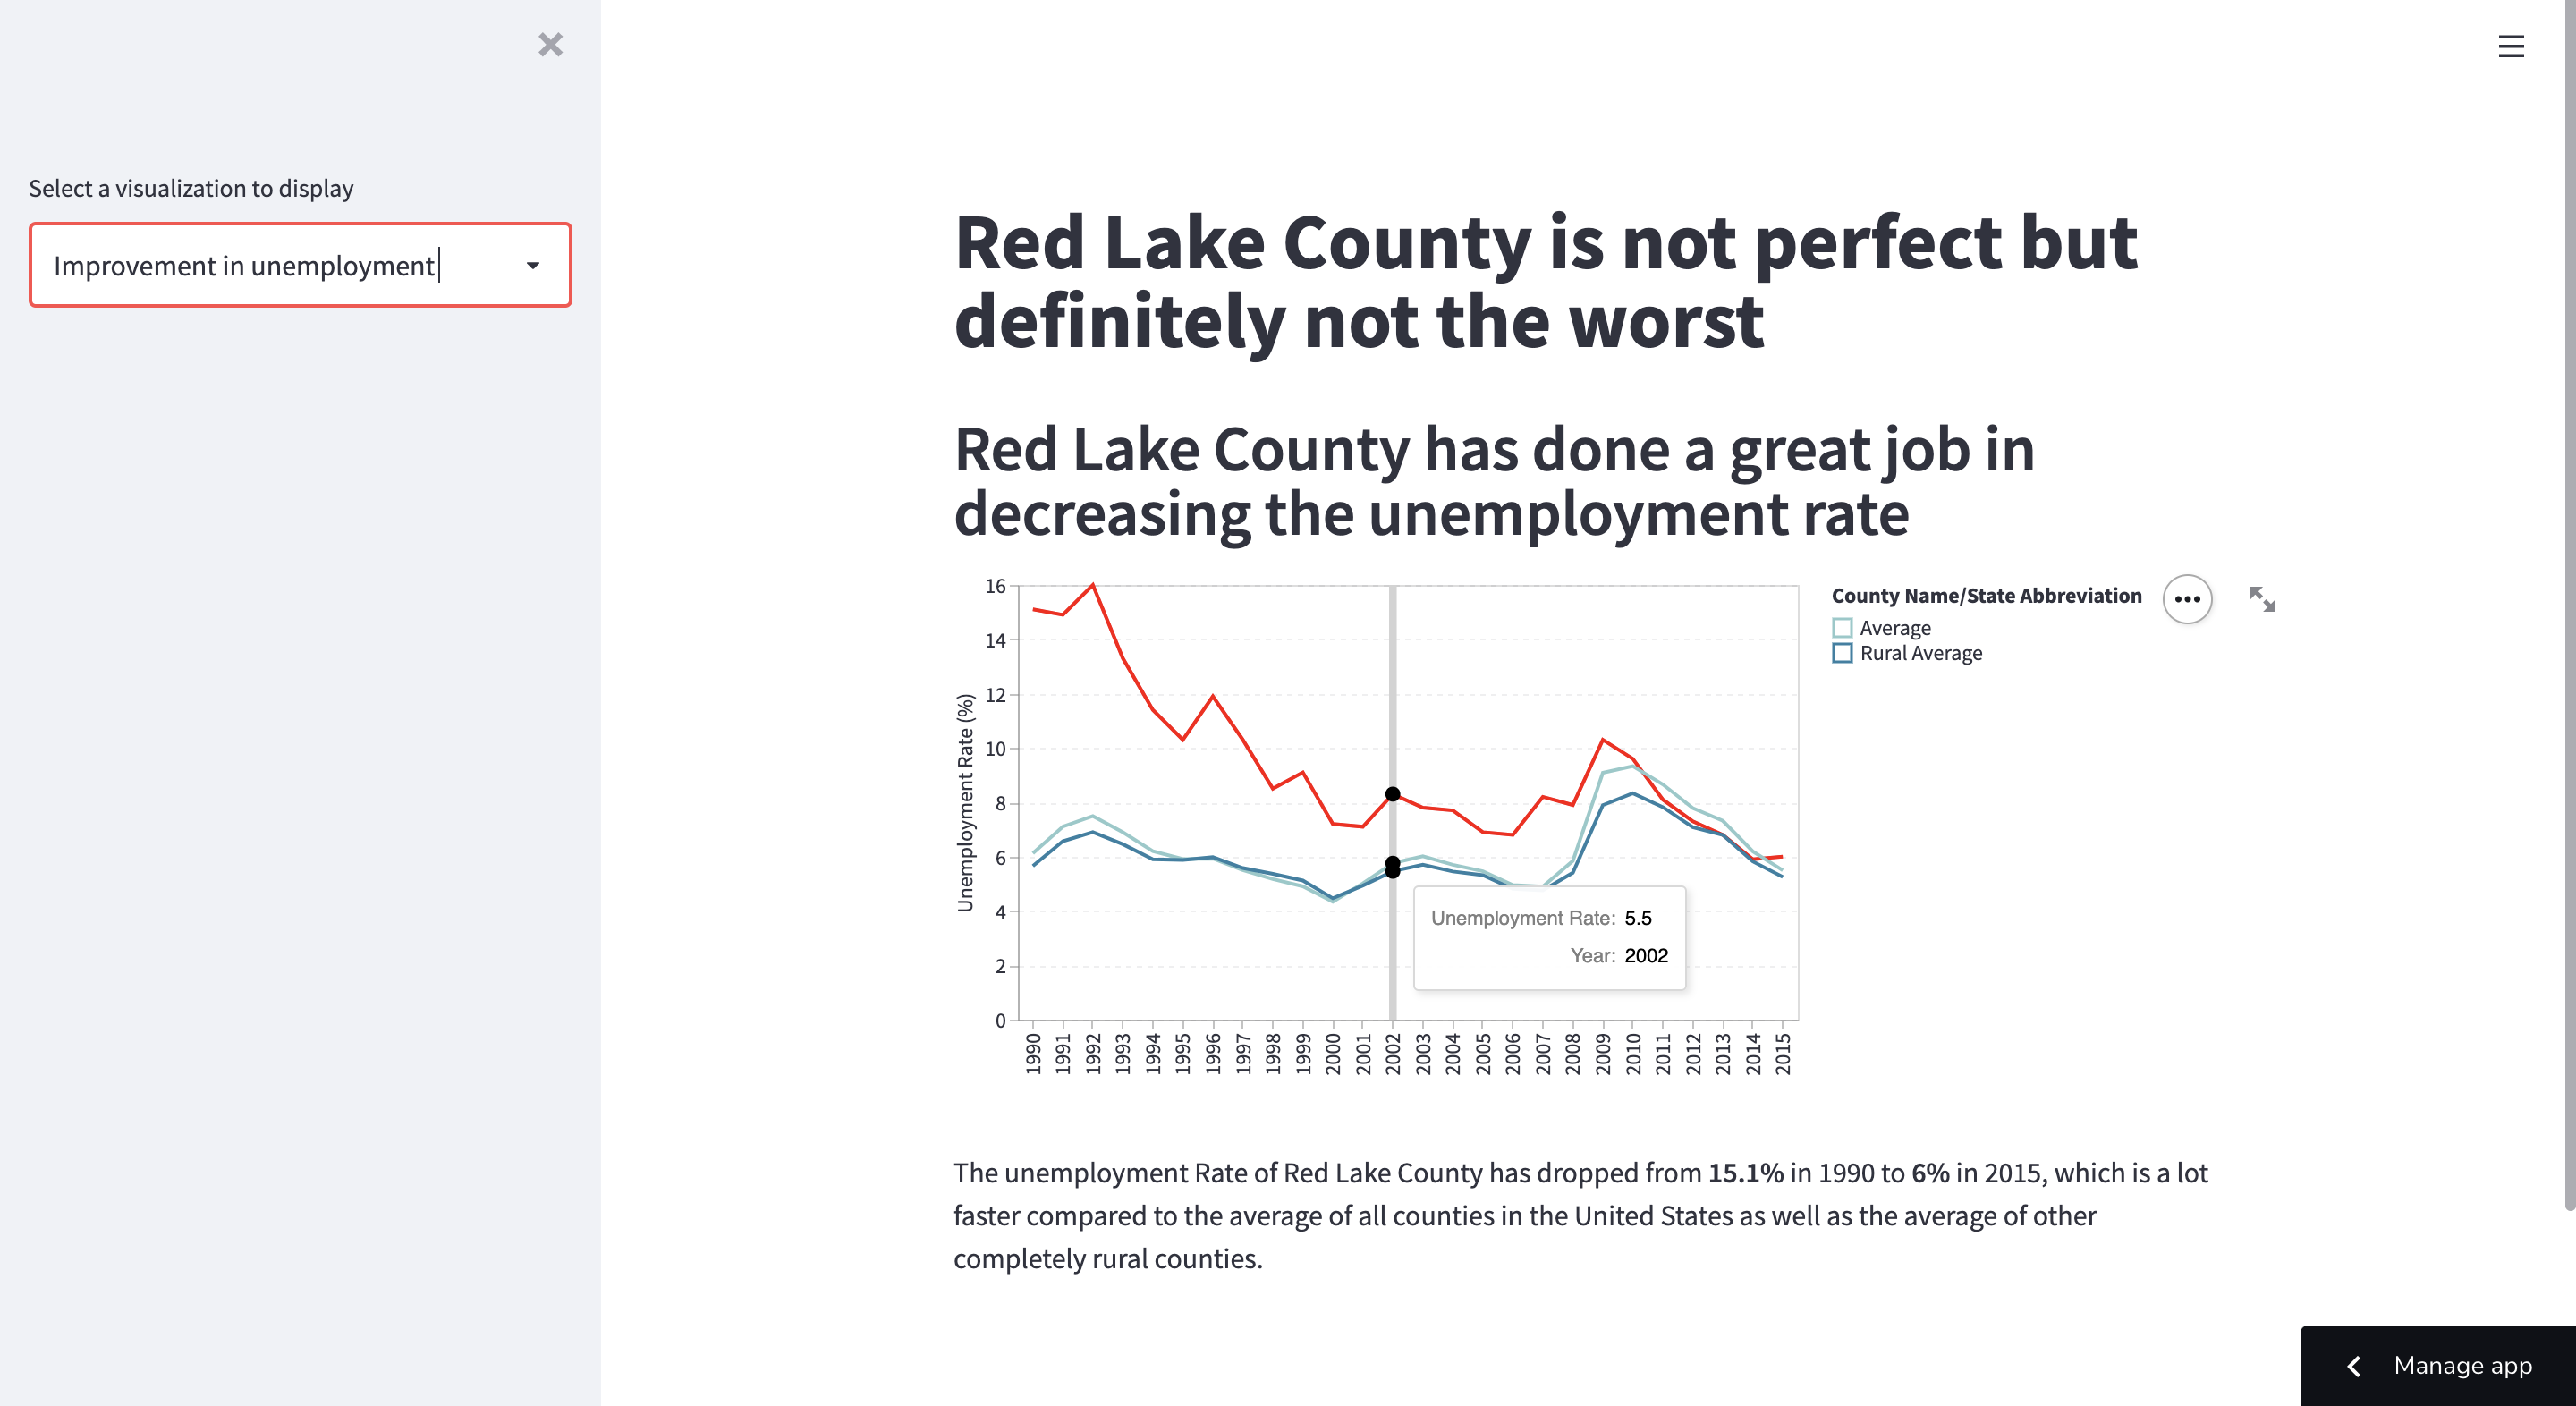 Select a visualization to display
Improvement in unemployment
Red Lake County is not perfect but
definitely not the worst
Red Lake County has done a great job in
decreasing the unemployment rate
County Name/State Abbreviation
Average
Rural Average
Unemployment Rate (%)
16
14
12
10
8
6
4
2
0
Unemployment Rate: 5.5
Year: 2002
1990 1991 1992 1993 1994 1995 1996 1997 1998 1999 2000 2001 2002 2003 2004 2005 2006 2007 2008 2009 2010 2011 2012 2013 2014 2015
The unemployment Rate of Red Lake County has dropped from 15.1% in 1990 to 6% in 2015, which is a lot
faster compared to the average of all counties in the United States as well as the average of other
completely rural counties.
Manage app